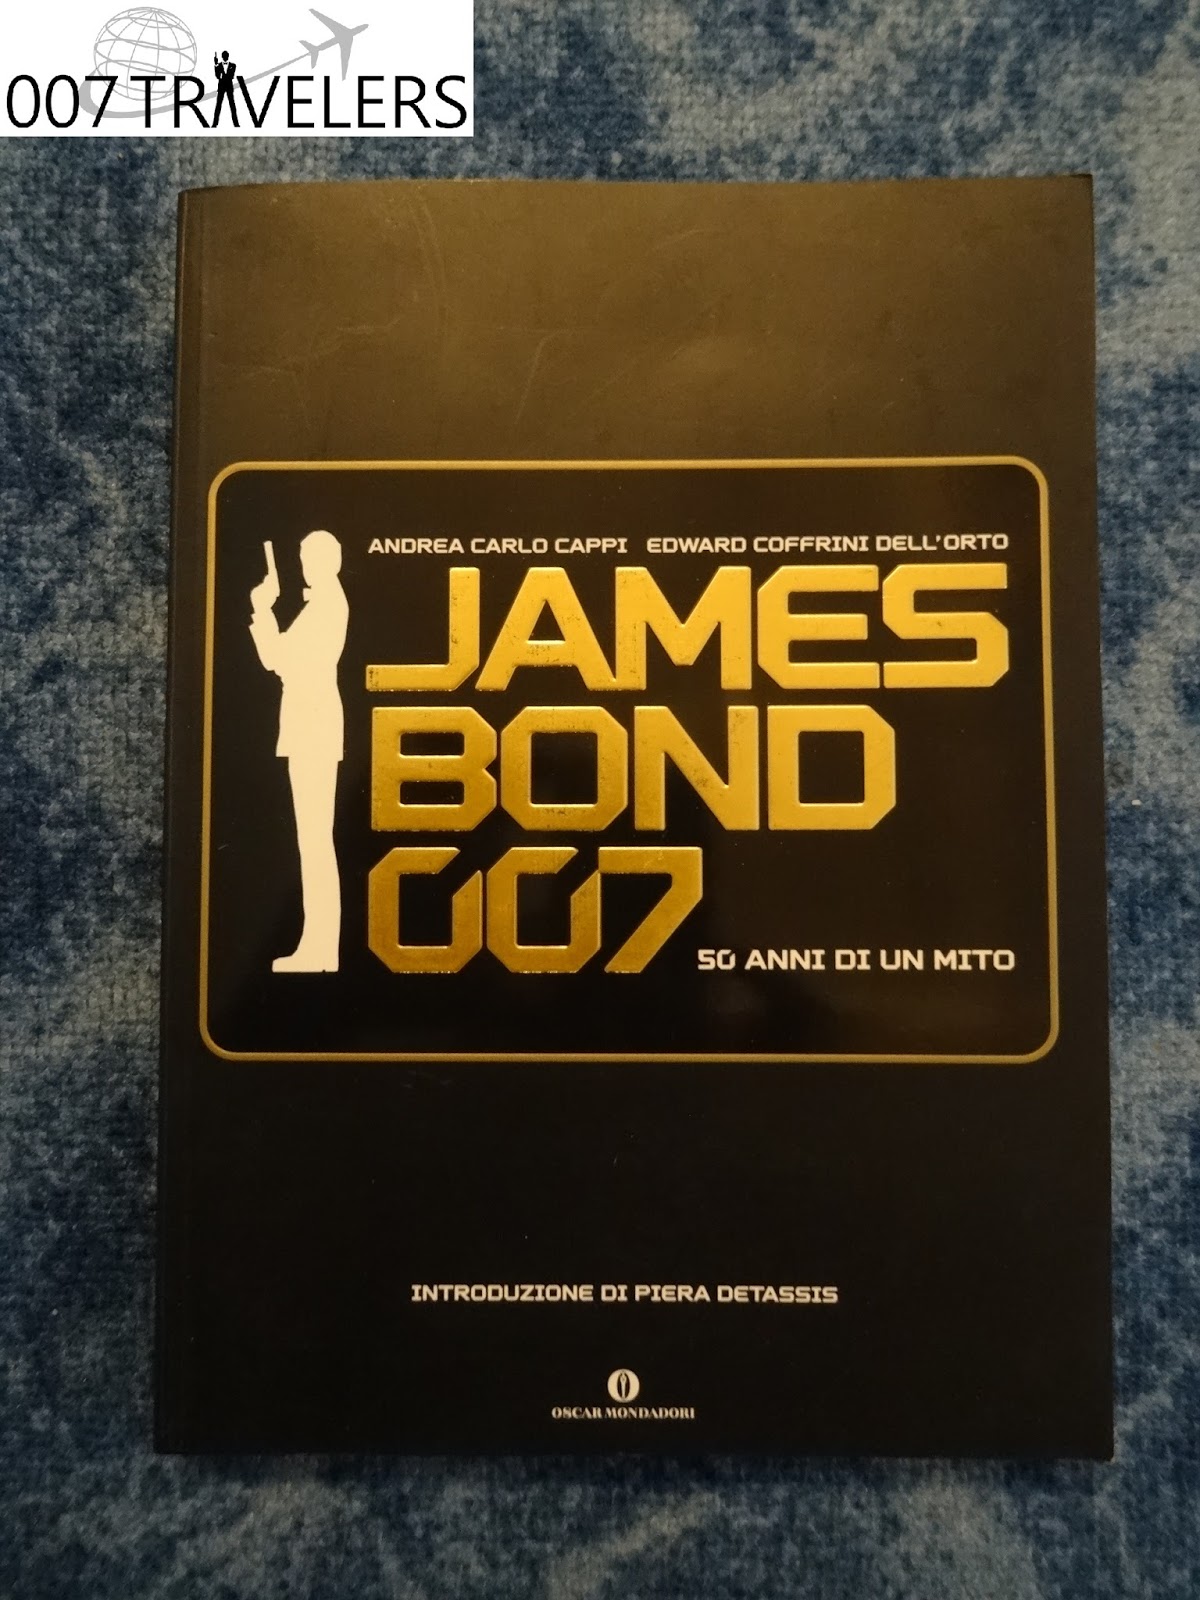 007 TRAVELERS
ANDREA CARLO CAPPI EDWARD COFFRINI DELL'ORTO
JAMES
BOND
007
50 ANNI DI UN MITO
INTRODUZIONE DI PIERA DETASSIS
OSCAR MONDADORI